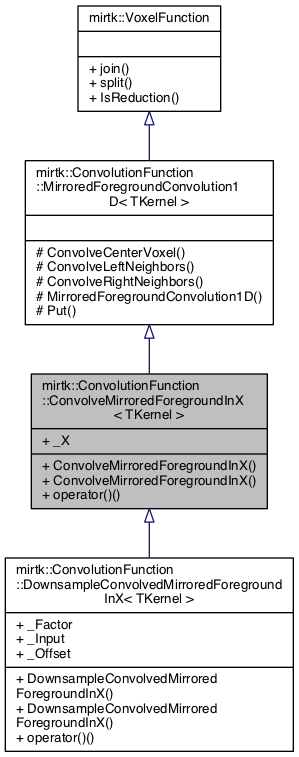 mirtk::VoxelFunction
+ join()
+ split()
+ IsReduction()
mirtk::ConvolutionFunction
::MirroredForegroundConvolution1
D< TKernel >
# ConvolveCenterVoxel()
# ConvolveLeftNeighbors()
# ConvolveRightNeighbors()
# MirroredForegroundConvolution1D()
# Put()
mirtk::ConvolutionFunction
::ConvolveMirroredForegroundInX
< TKernel >
+ _X
+ ConvolveMirroredForegroundInX()
+ ConvolveMirroredForegroundInX()
+ operator()()
mirtk::ConvolutionFunction
::DownsampleConvolvedMirroredForeground
InX< TKernel >
+ _Factor
+ _Input
+ _Offset
+ DownsampleConvolvedMirrored
ForegroundInX()
+ DownsampleConvolvedMirrored
ForegroundInX()
+ operator()()